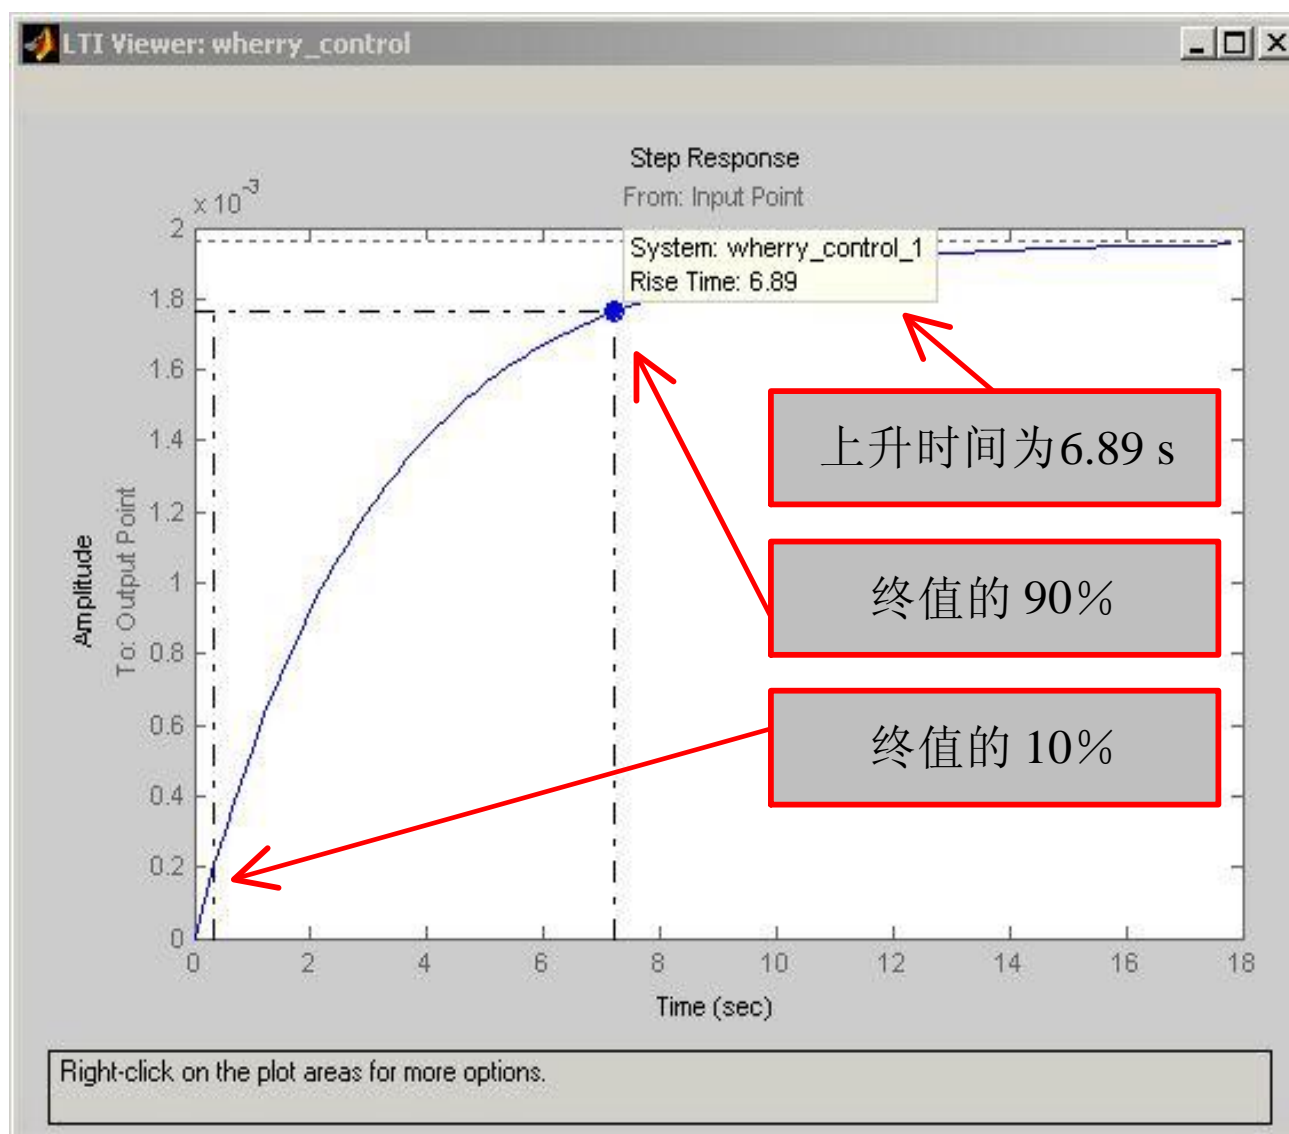 LTI Viewer: wherry_control
Step Response
From: Input Point
x 10-3
2
1.8
1.6
1.4
1.2
1
0.8
0.6
0.4
0.2
0
Amplitude
To: Output Point
System: wherry_control_1
Rise Time: 6.89
上升时间为6.89 s
终值的 90%
终值的 10%
0 2 4 6 8 10 12 14 16 18
Time (sec)
Right-click on the plot areas for more options.